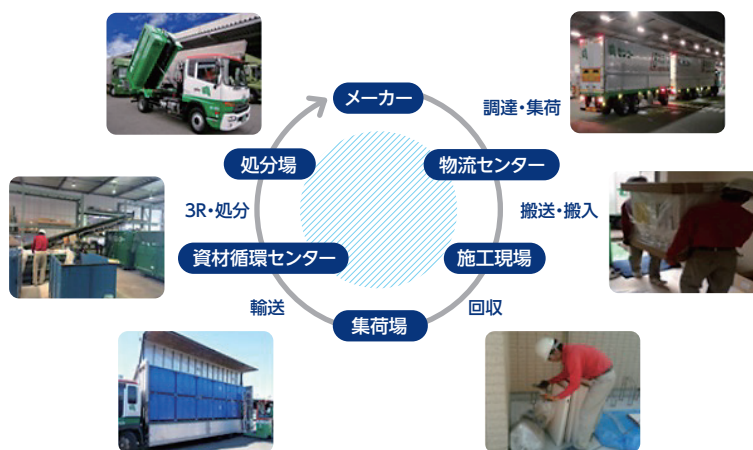 メーカー
調達・集荷
処分場
物流センター
3R・処分
搬送・搬入
資材循環センター
施工現場
輸送
回収
集荷場